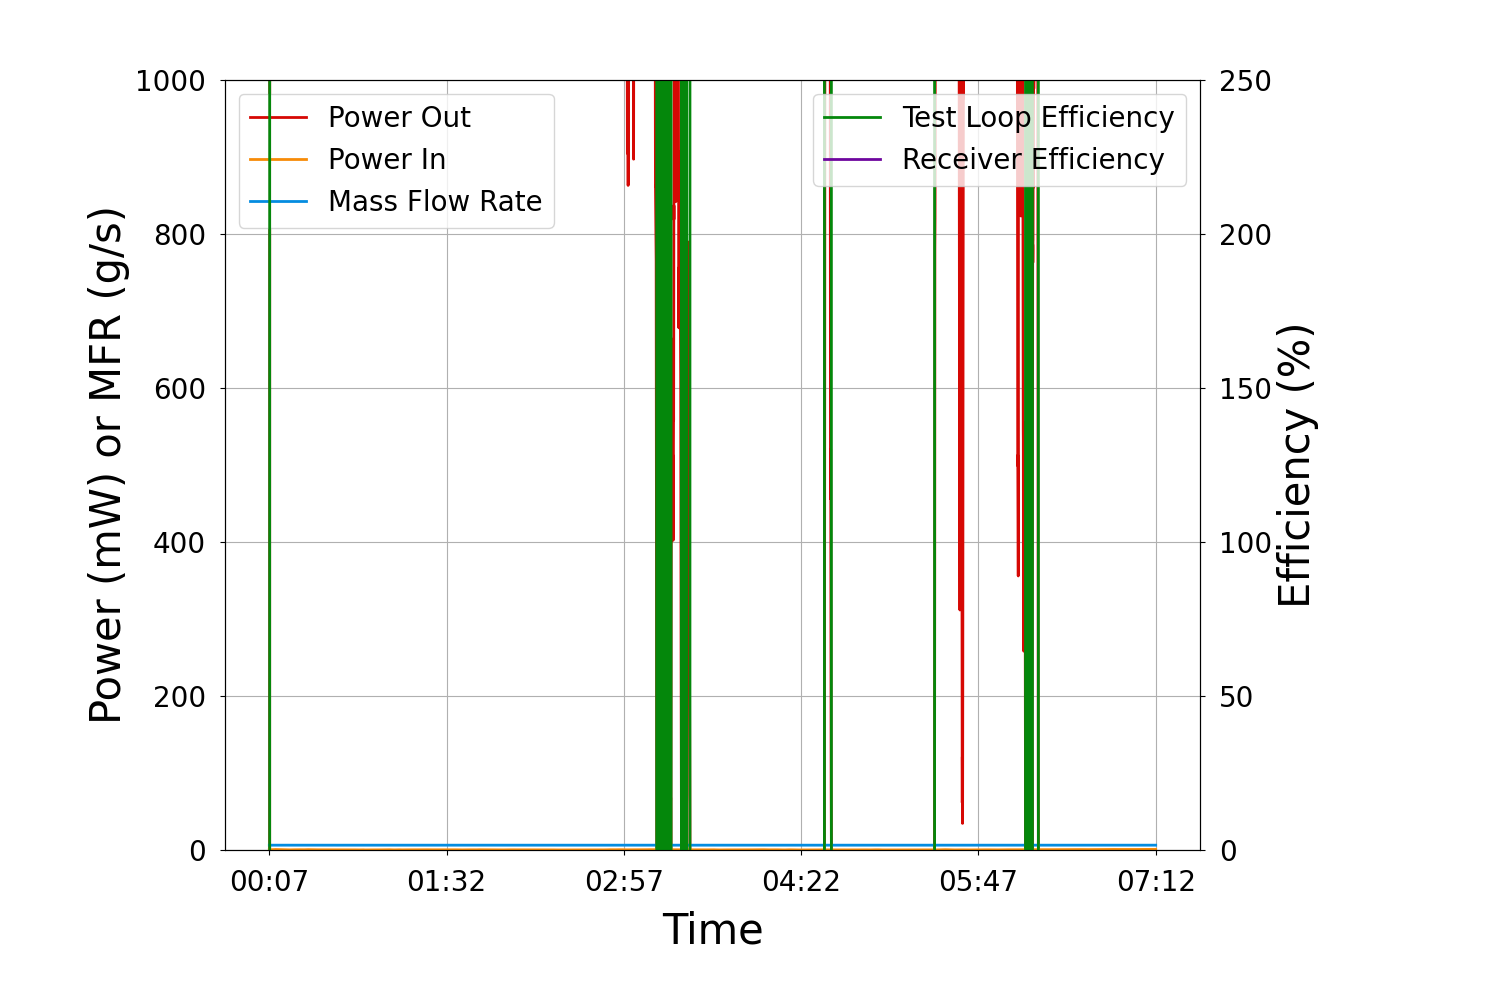 1000
800
600
400
200
0
Power (mW) or MFR (g/s)
Power Out
Power In
Mass Flow Rate
Test Loop Efficiency
Receiver Efficiency
250
200
150
100
50
0
Efficiency (%)
00:07 01:32 02:57 04:22 05:47 07:12
Time